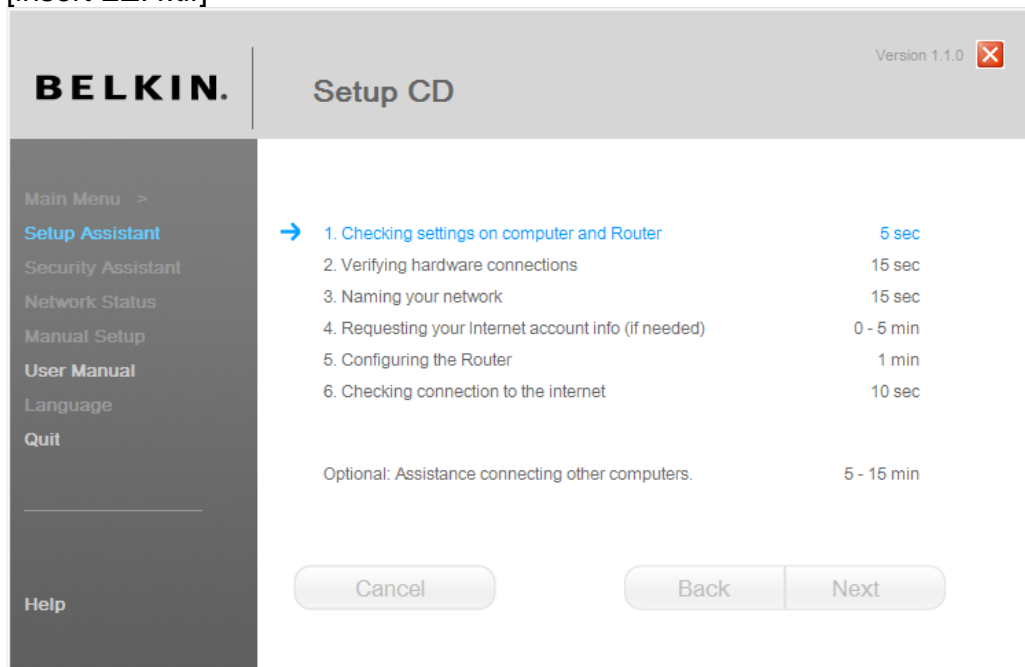 Version 1.1.0
BELKIN.
Setup CD
Main Menu >
Setup Assistant
Security Assistant
Network Status
Manual Setup
User Manual
Language
Quit
Help
1. Checking settings on computer and Router 5 sec
2. Verifying hardware connections 15 sec
3. Naming your network 15 sec
4. Requesting your Internet account info (if needed) 0 - 5 min
5. Configuring the Router 1 min
6. Checking connection to the internet 10 sec
Optional: Assistance connecting other computers. 5 - 15 min
Cancel
Back
Next